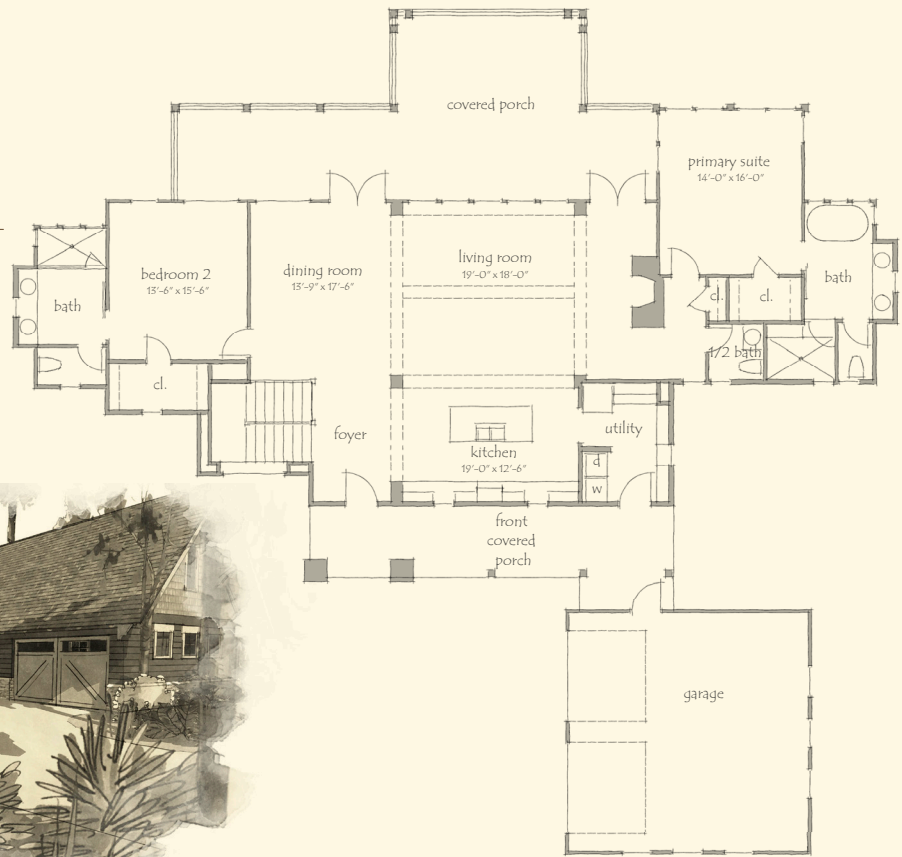 covered porch
primary suite
14'-0" x 16'-0"
living room
19'-0" x 18'-0"
dining room
13'-9" x 17'-6"
bedroom 2
13'-6" x 15'-6"
bath
bath
cl.
cl.
1/2 bath
cl.
foyer
utility
kitchen
19'-0" x 12'-6"
d
w
front
covered
porch
garage